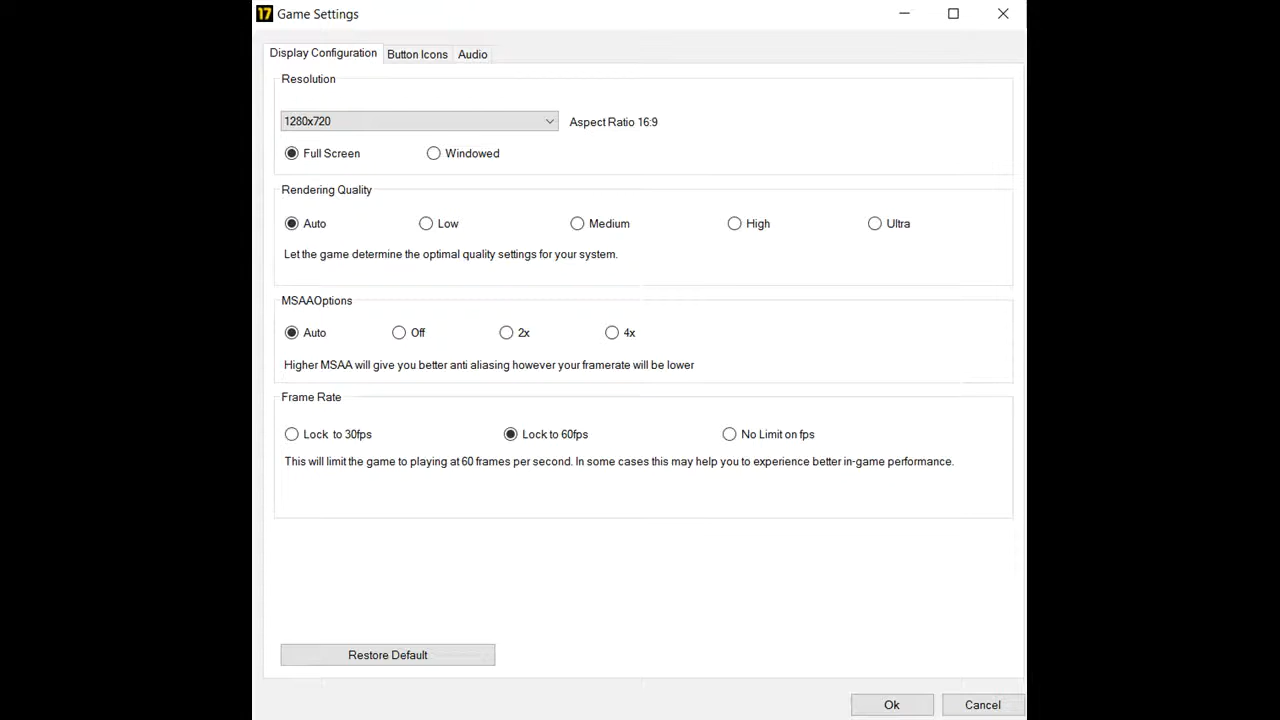 17 Game Settings
Display Configuration Button Icons Audio
Resolution
1280x720 Aspect Ratio 16:9
Full Screen Windowed
Rendering Quality
Auto Low Medium High Ultra
Let the game determine the optimal quality settings for your system.
MSAAOptions
Auto Off 2x 4x
Higher MSAA will give you better anti aliasing however your framerate will be lower
Frame Rate
Lock to 30fps Lock to 60fps No Limit on fps
This will limit the game to playing at 60 frames per second. In some cases this may help you to experience better in-game performance.
Restore Default
Ok Cancel